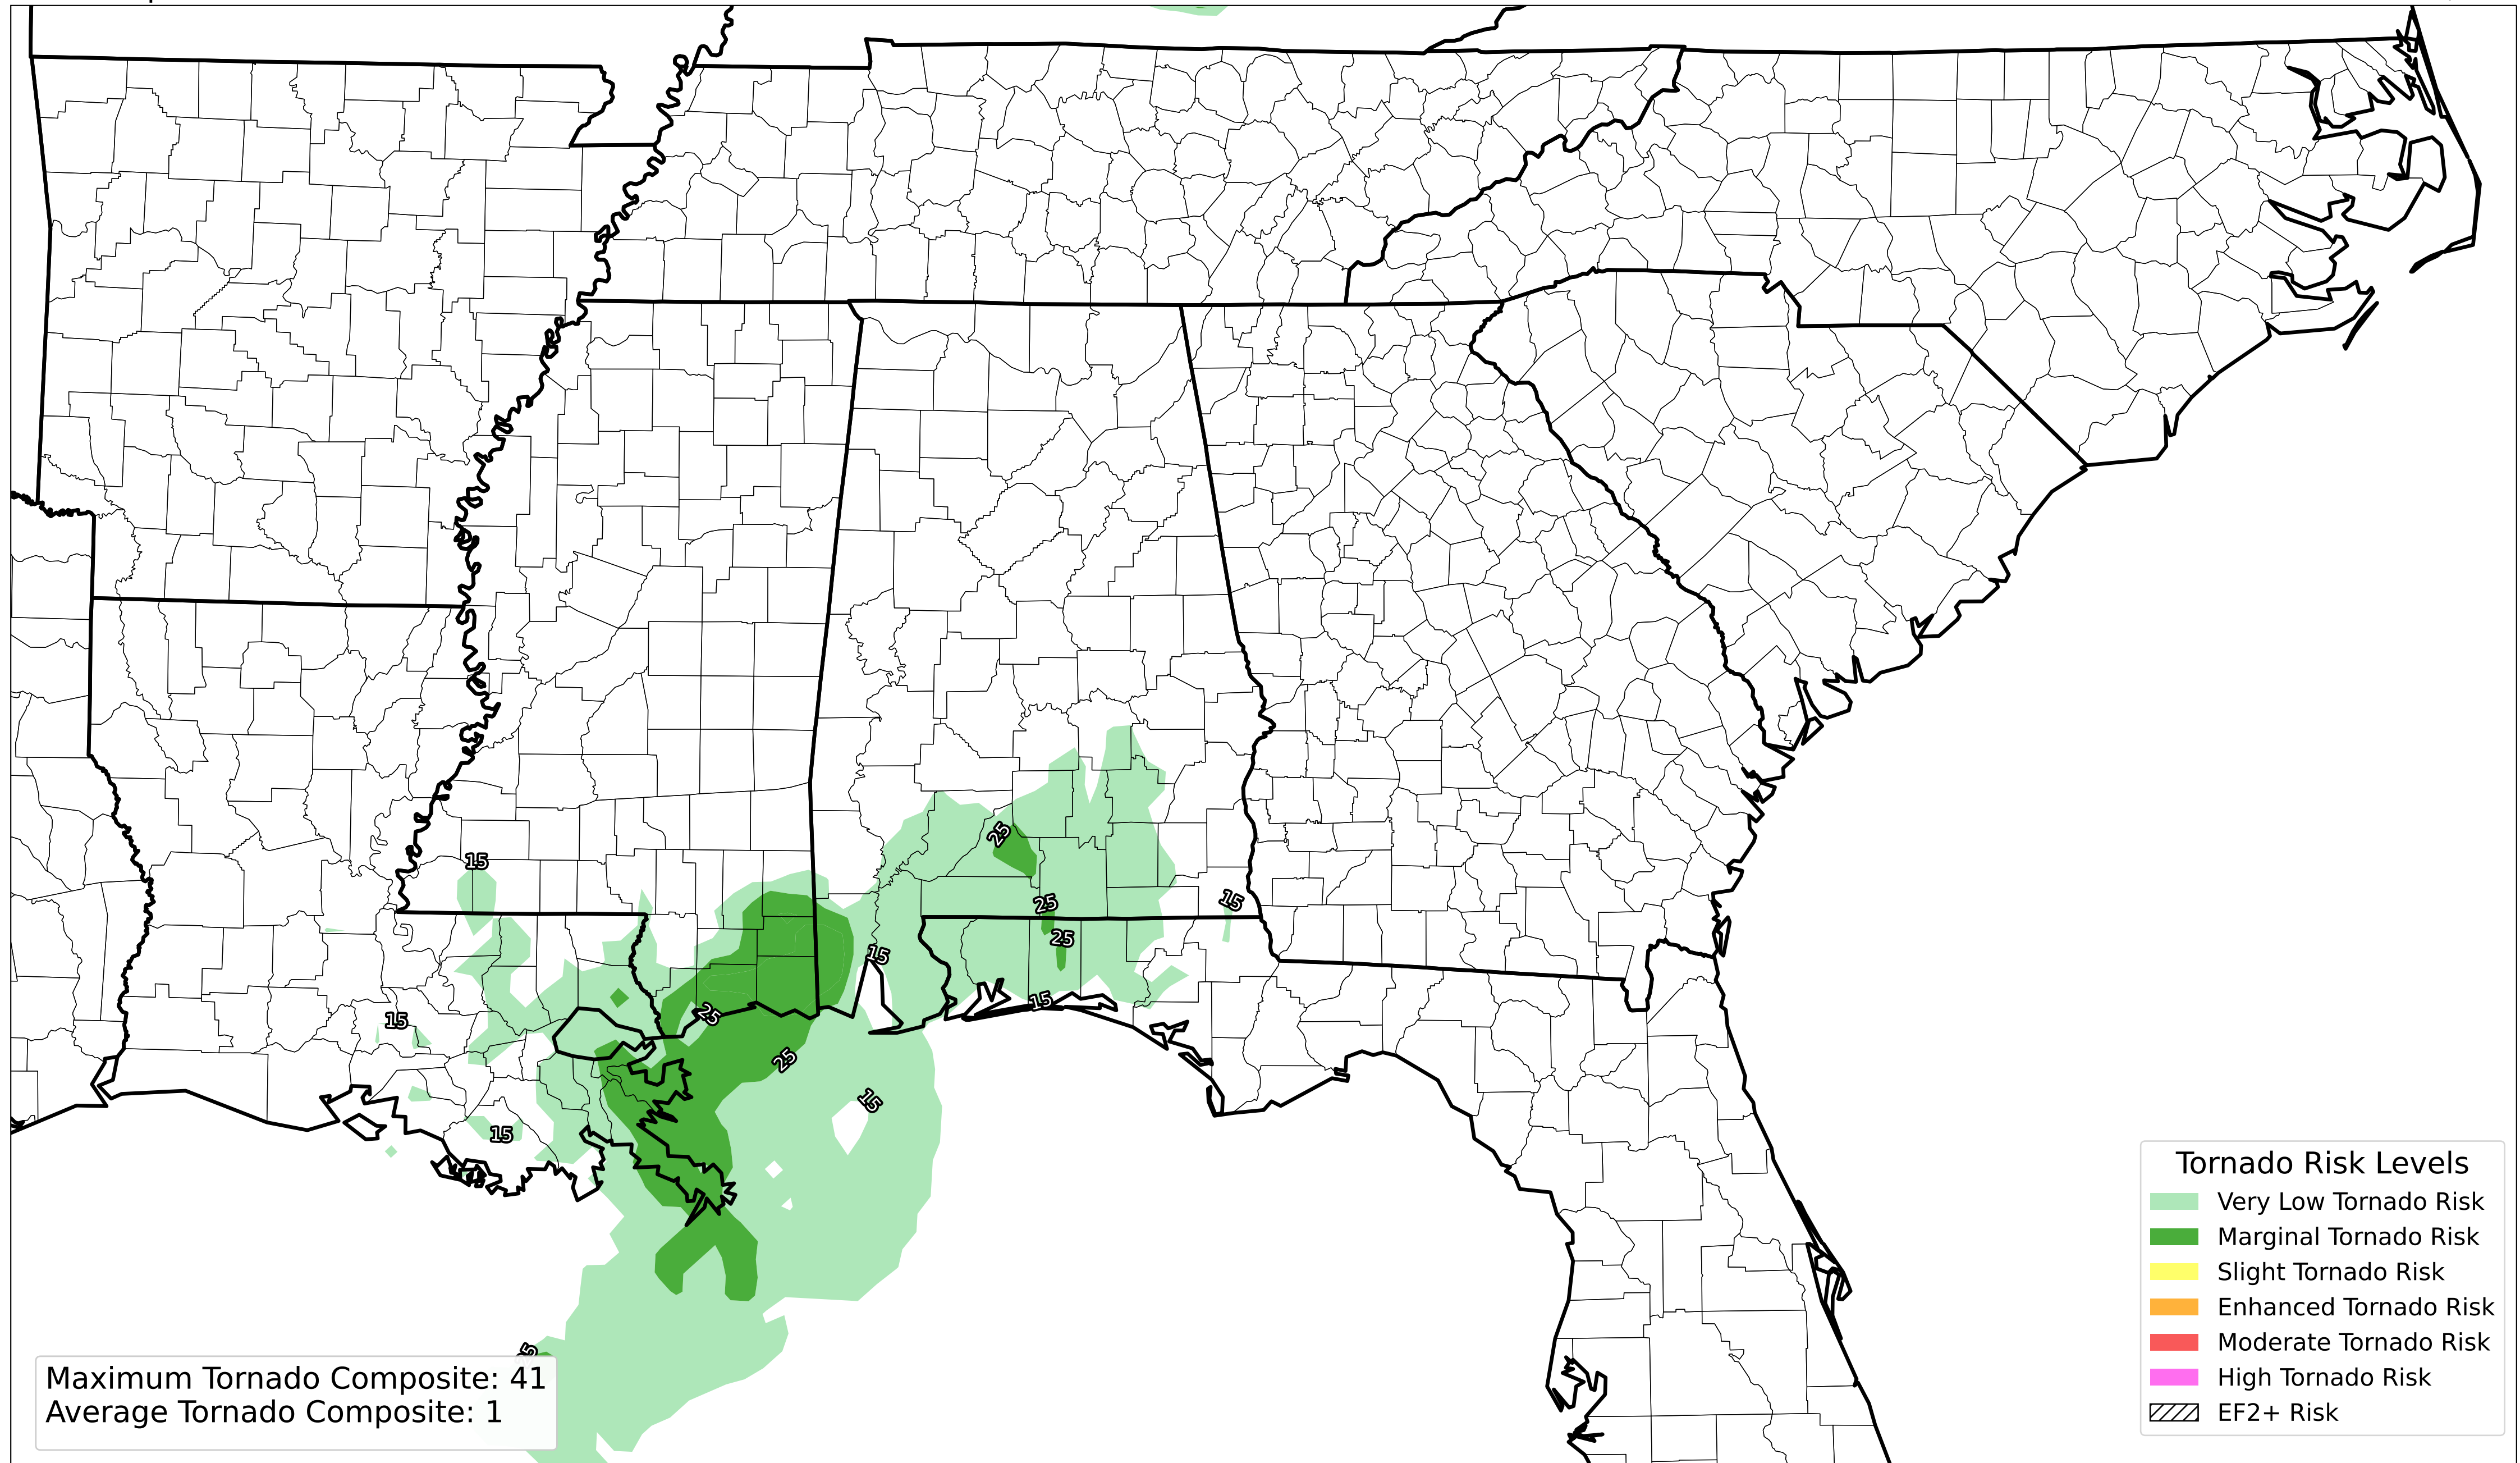 25
15
25
15
25
15
15
25
15
25
15
15
Tornado Risk Levels
Very Low Tornado Risk
Marginal Tornado Risk
Slight Tornado Risk
Enhanced Tornado Risk
Moderate Tornado Risk
High Tornado Risk
EF2+ Risk
Maximum Tornado Composite: 41
Average Tornado Composite: 1